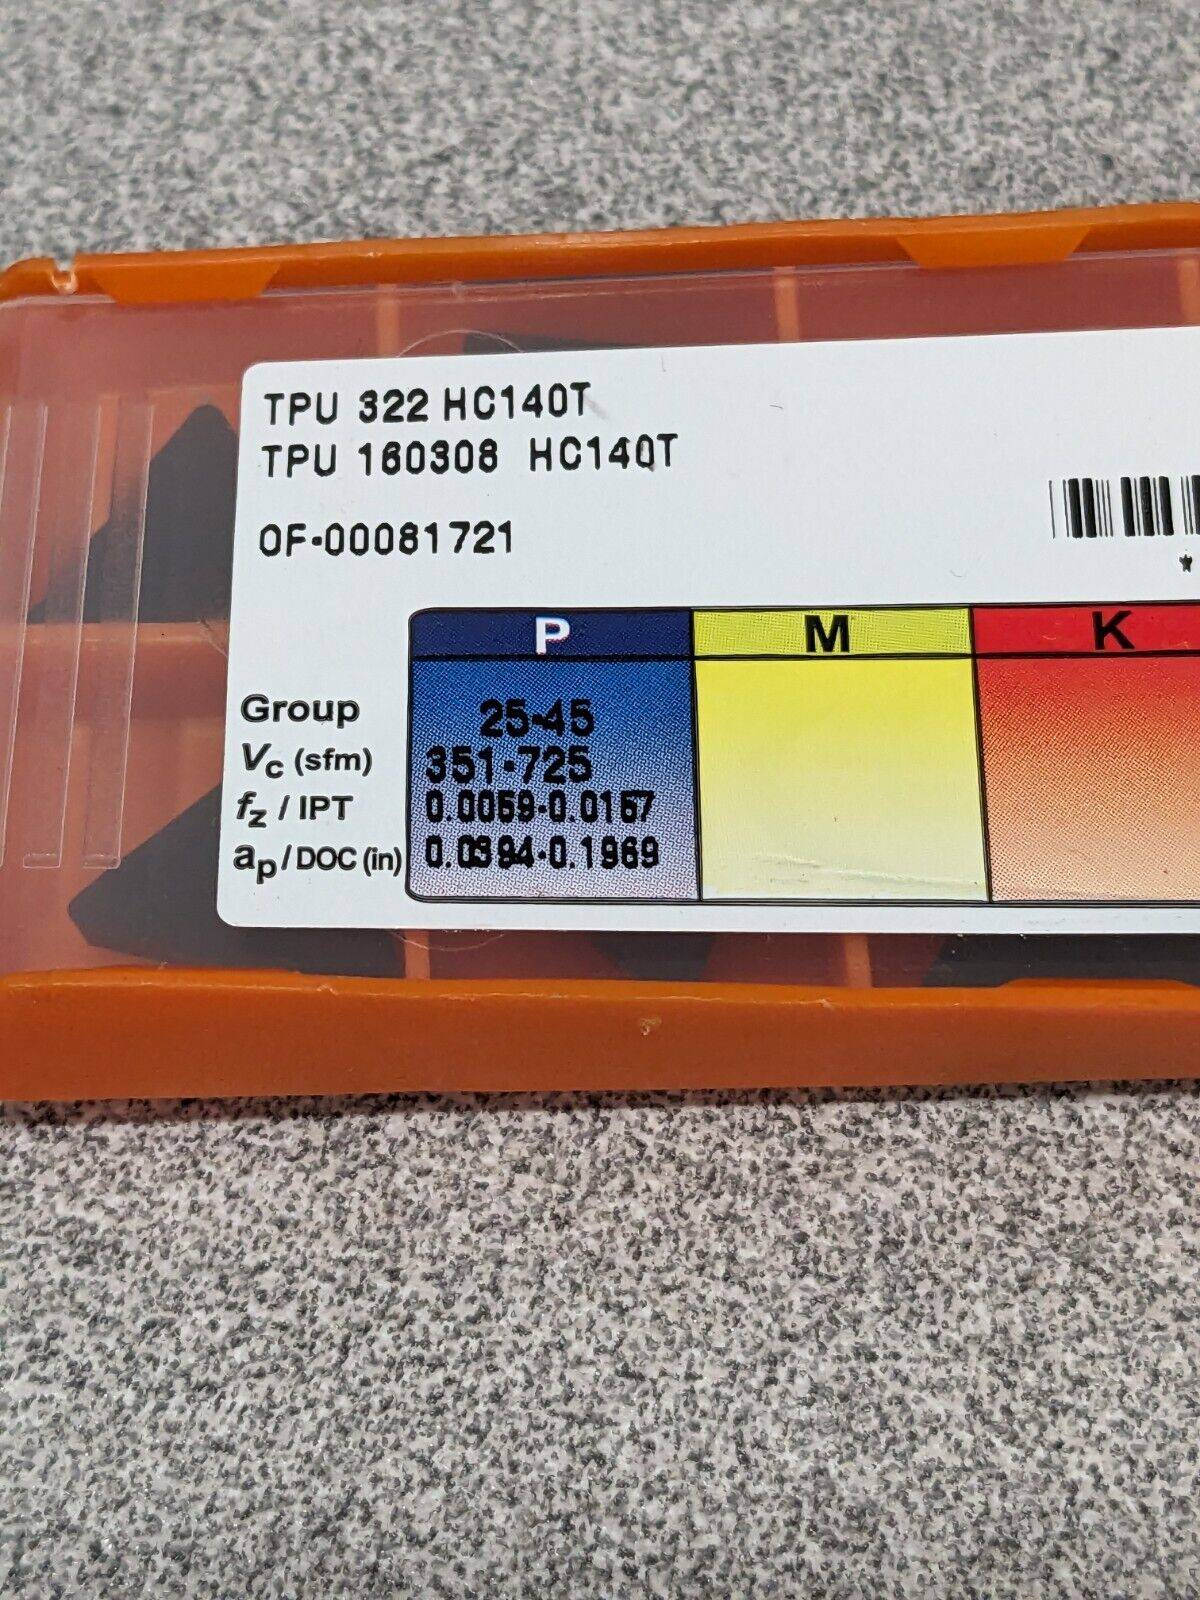 TPU 322 HC140T
TPU 160308 HC140T
OF-00081721
*
P M K
Group 25-45
Vc (sfm) 351-725
fz / IPT 0.0059-0.0157
ap/DOC (in) 0.0394-0.1969